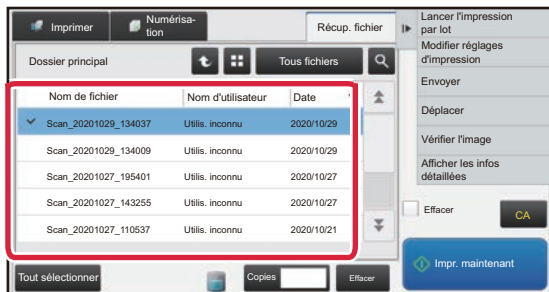 Imprimer
Numérisa-
tion
Récup. fichier
Dossier principal
Tous fichiers
Nom de fichier
Nom d'utilisateur
Date
Scan_20201029_134037
Utilis. inconnu
2020/10/29
Scan_20201029_134009
Utilis. inconnu
2020/10/29
Scan_20201027_195401
Utilis. inconnu
2020/10/27
Scan_20201027_143255
Utilis. inconnu
2020/10/27
Scan_20201027_110537
Utilis. inconnu
2020/10/21
Tout sélectionner
Copies
Effacer
Lancer l'impression
par lot
Modifier réglages
d'impression
Envoyer
Déplacer
Vérifier l'image
Afficher les infos
détaillées
Effacer
CA
Impr. maintenant